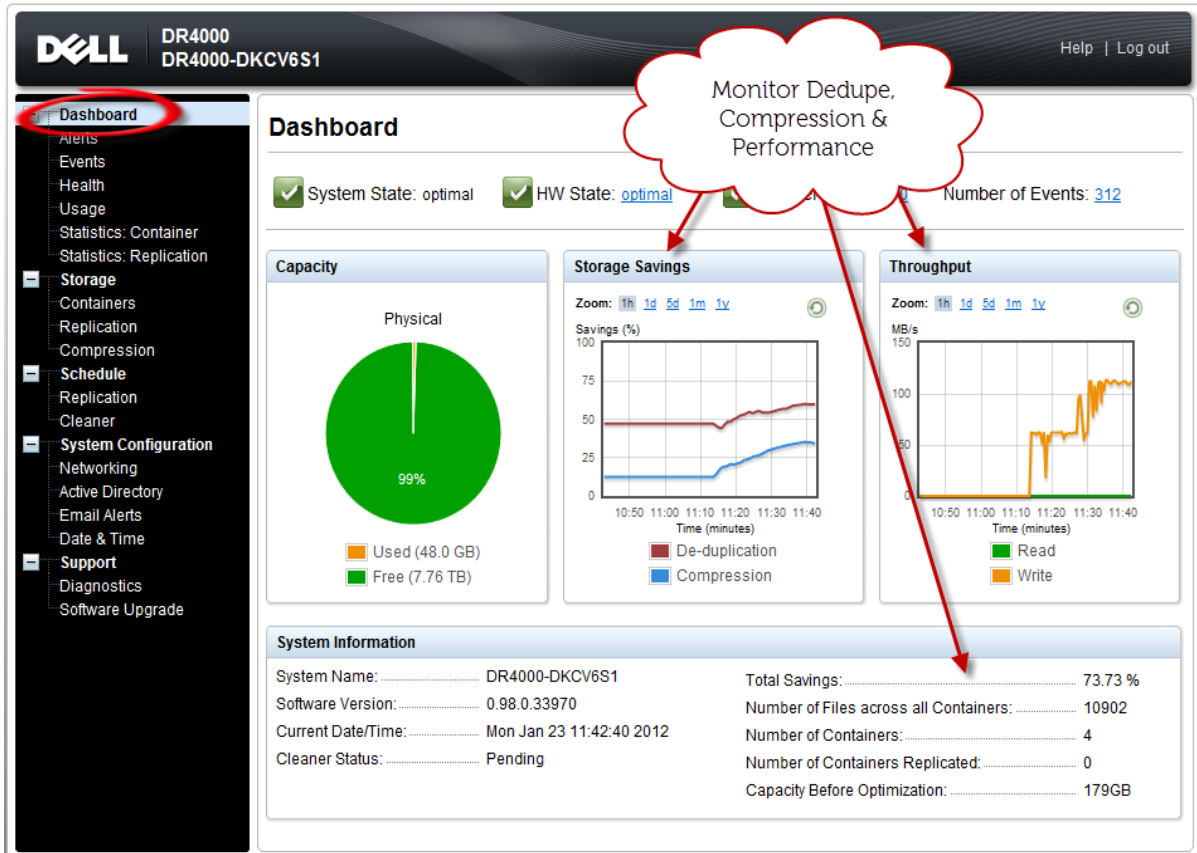 DELL
DR4000
DR4000-DKCV6S1
Help | Log out
Monitor Dedupe,
Compression &
Performance
Dashboard
Alerts
Events
Health
Usage
Statistics: Container
Statistics: Replication
Storage
Containers
Replication
Compression
Schedule
Replication
Cleaner
System Configuration
Networking
Active Directory
Email Alerts
Date & Time
Support
Diagnostics
Software Upgrade
Dashboard
System State: optimal HW State: optimal Number of Events: 312
Capacity
Physical
99%
Used (48.0 GB)
Free (7.76 TB)
Storage Savings
Zoom: 1h 1d 5d 1m 1y
Savings (%)
100
75
50
25
0
10:50 11:00 11:10 11:20 11:30 11:40
Time (minutes)
De-duplication
Compression
Throughput
Zoom: 1h 1d 5d 1m 1y
MB/s
150
100
50
0
10:50 11:00 11:10 11:20 11:30 11:40
Time (minutes)
Read
Write
System Information
System Name: DR4000-DKCV6S1
Software Version: 0.98.0.33970
Current Date/Time: Mon Jan 23 11:42:40 2012
Cleaner Status: Pending
Total Savings: 73.73 %
Number of Files across all Containers: 10902
Number of Containers: 4
Number of Containers Replicated: 0
Capacity Before Optimization: 179GB